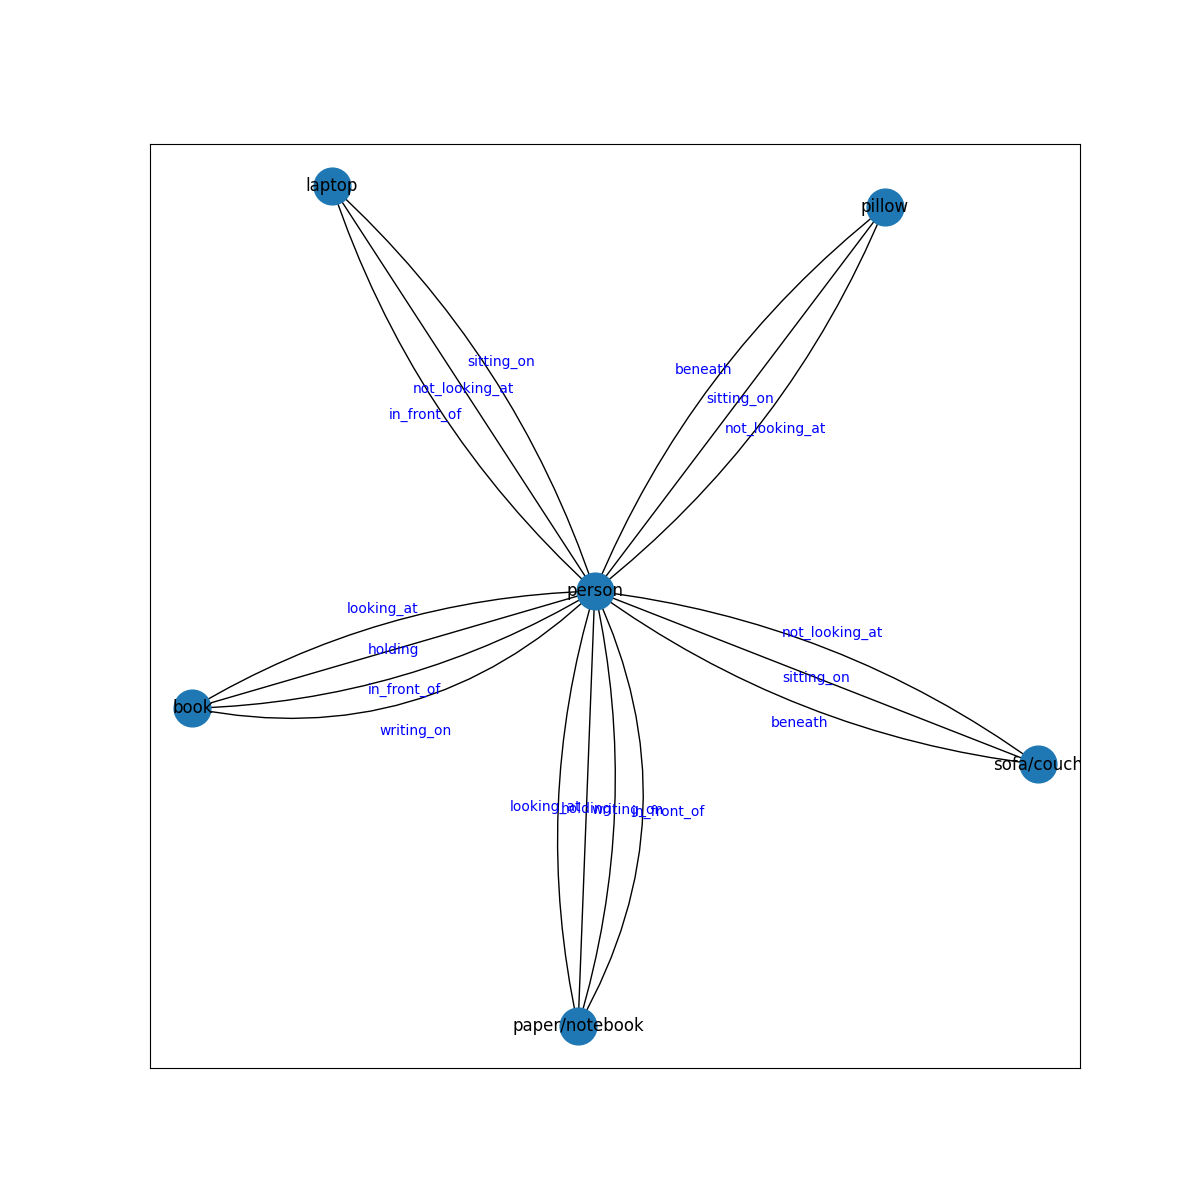 laptop
pillow
sitting_on
beneath
not_looking_at
sitting_on
in_front_of
not_looking_at
person
looking_at
not_looking_at
holding
sitting_on
in_front_of
book
beneath
writing_on
sofa/couch
looking_at
holding
writing_on
in_front_of
paper/notebook